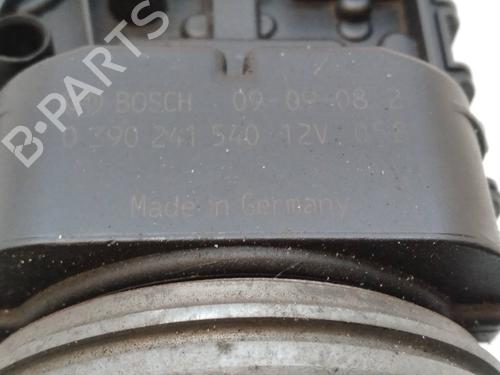 BOSCH 09-09-08 2
0 390 241 540 12V
Made in Germany
B-PARTS